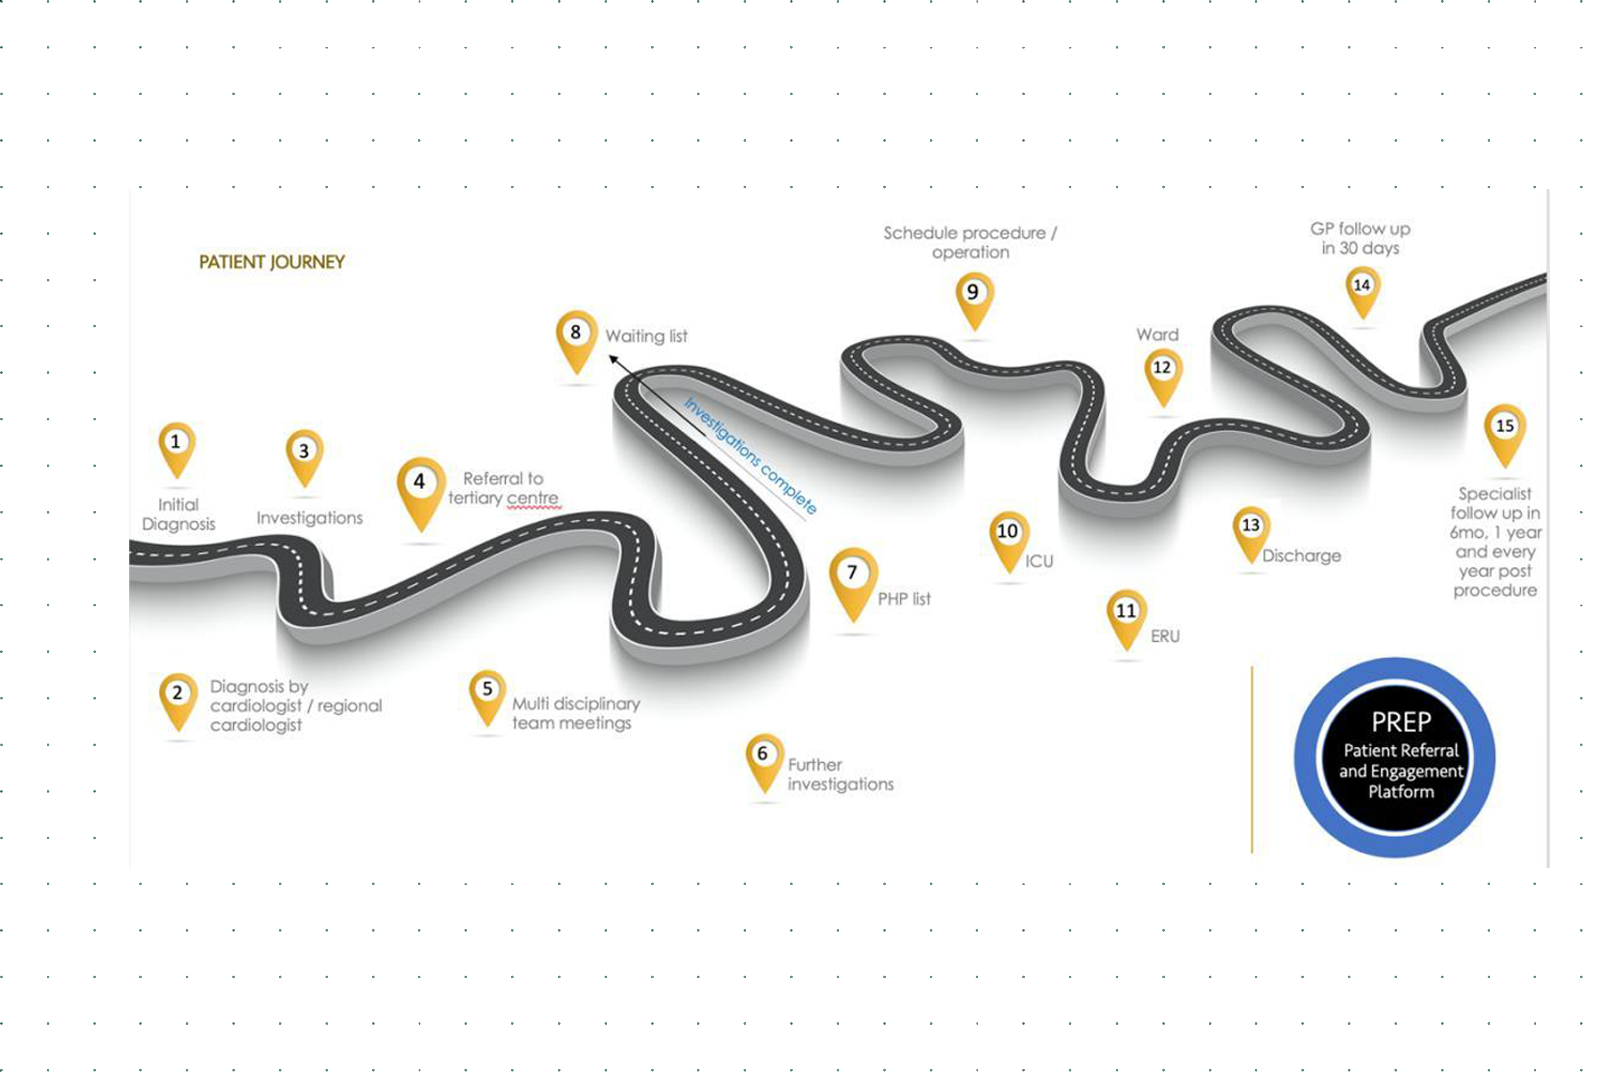 PATIENT JOURNEY
1
Initial
Diagnosis
2
Diagnosis by
cardiologist / regional
cardiologist
3
Investigations
4
Referral to
tertiary centre
5
Multi disciplinary
team meetings
6
Further
investigations
7
PHP list
Investigations complete
8
Waiting list
9
Schedule procedure /
operation
10
ICU
11
ERU
12
Ward
13
Discharge
14
GP follow up
in 30 days
15
Specialist
follow up in
6mo, 1 year
and every
year post
procedure
PREP
Patient Referral
and Engagement
Platform